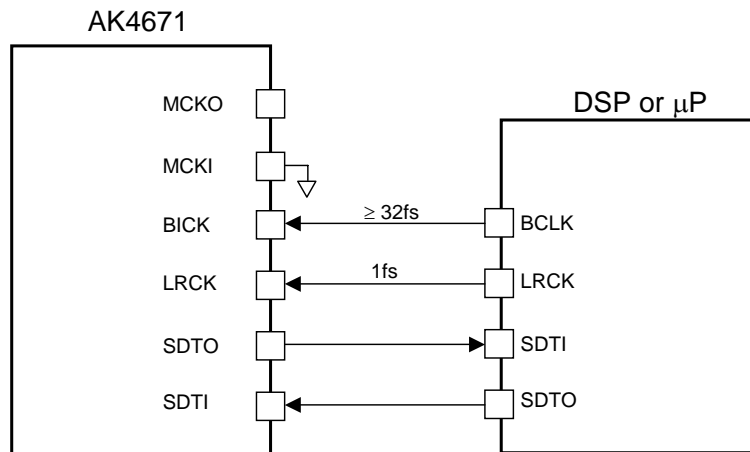 AK4671
DSP or μP
MCKO
MCKI
BICK
≥ 32fs
BCLK
LRCK
1fs
LRCK
SDTO
SDTI
SDTI
SDTO